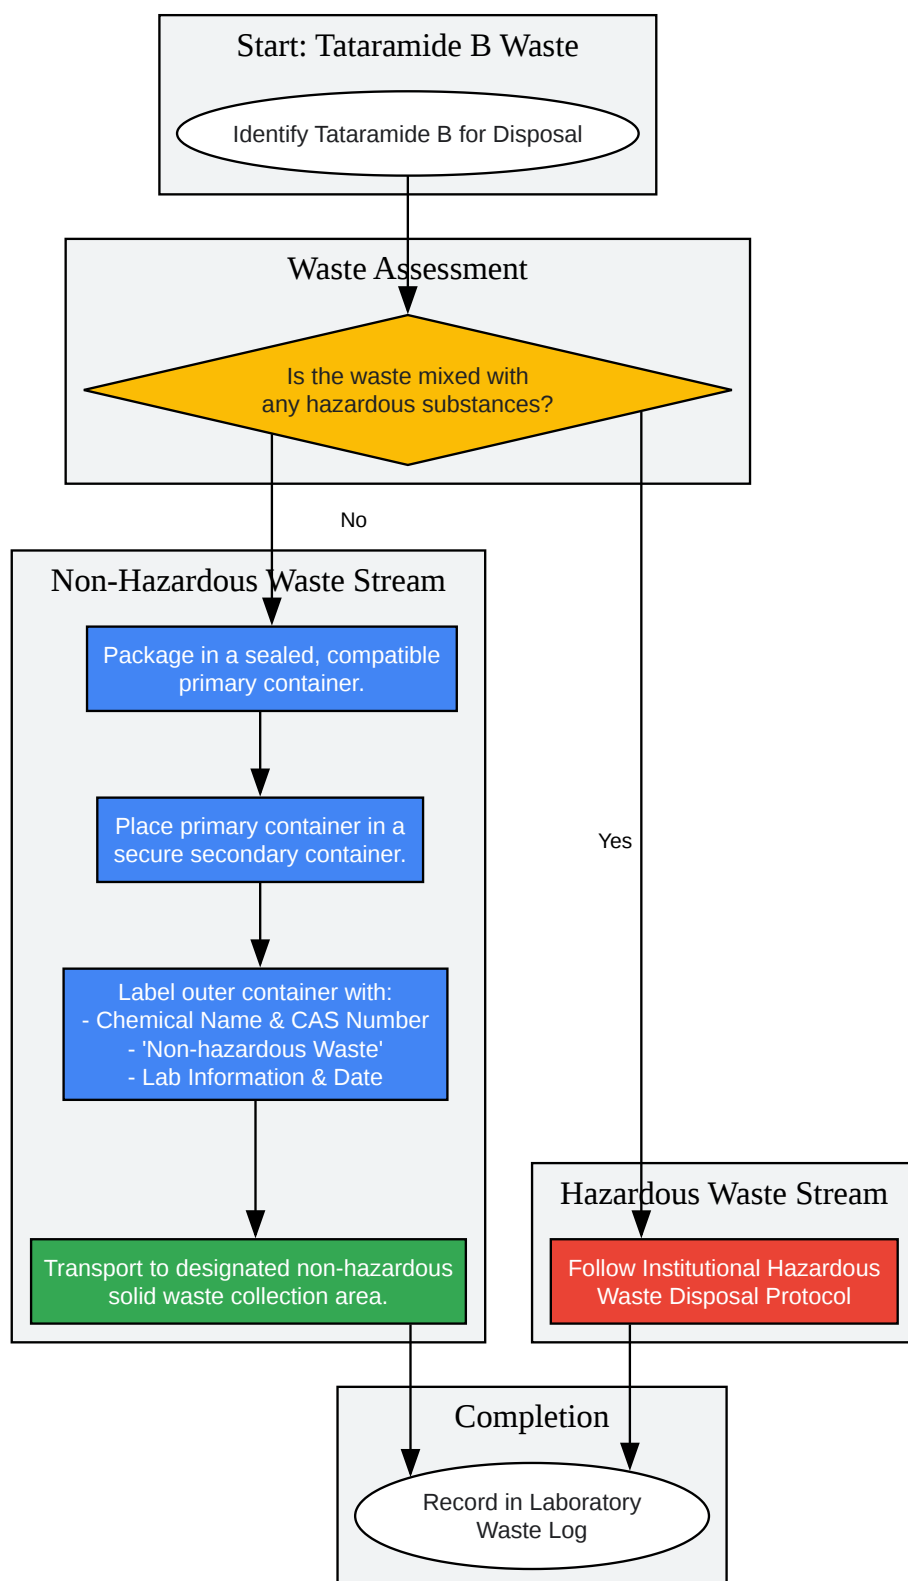 Start: Tataramide B Waste
Identify Tataramide B for Disposal
Waste Assessment
Is the waste mixed with
any hazardous substances?
No
Non-Hazardous Waste Stream
Package in a sealed, compatible
primary container.
Place primary container in a
secure secondary container.
Yes
Label outer container with:
- Chemical Name & CAS Number
- 'Non-hazardous Waste'
- Lab Information & Date
Hazardous Waste Stream
Transport to designated non-hazardous
solid waste collection area.
Follow Institutional Hazardous
Waste Disposal Protocol
Completion
Record in Laboratory
Waste Log